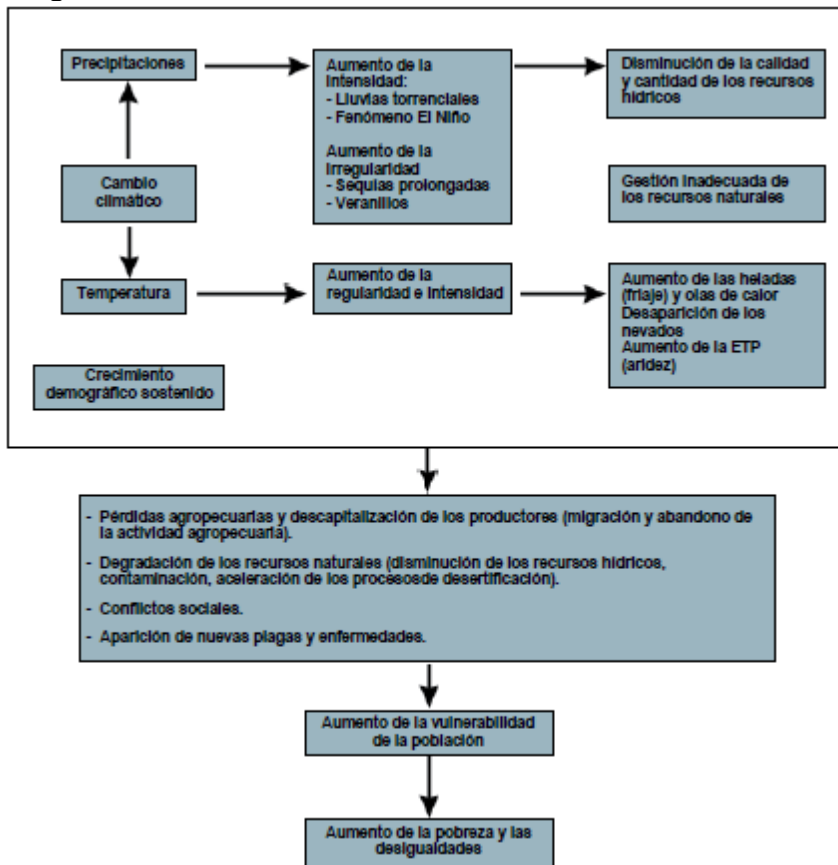 Precipitaciones
Aumento de la
Intensidad:
- Lluvias torrenciales
- Fenómeno El Niño
Aumento de la
Irregularidad
- Sequias prolongadas
- Veranillos
Disminución de la calidad
y cantidad de los recursos
hídricos
Cambio
climático
Gestión Inadecuada de
los recursos naturales
Temperatura
Aumento de la
regularidad e Intensidad
Aumento de las heladas
(friaje) y olas de calor
Desaparición de los
nevados
Aumento de la ETP
(aridez)
Crecimiento
demográfico sostenido
- Pérdidas agropecuarias y descapitalización de los productores (migración y abandono de
la actividad agropecuaria).
- Degradación de los recursos naturales (disminución de los recursos hídricos,
contaminación, aceleración de los procesosde desertificación).
- Conflictos sociales.
- Aparición de nuevas plagas y enfermedades.
Aumento de la vulnerabilidad
de la población
Aumento de la pobreza y las
desigualdades